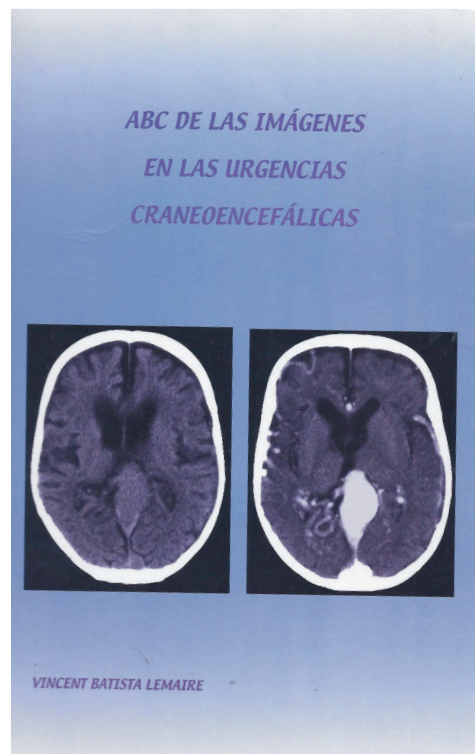 ABC DE LAS IMÁGENES
EN LAS URGENCIAS
CRANEOENCEFÁLICAS
VINCENT BATISTA LEMAIRE